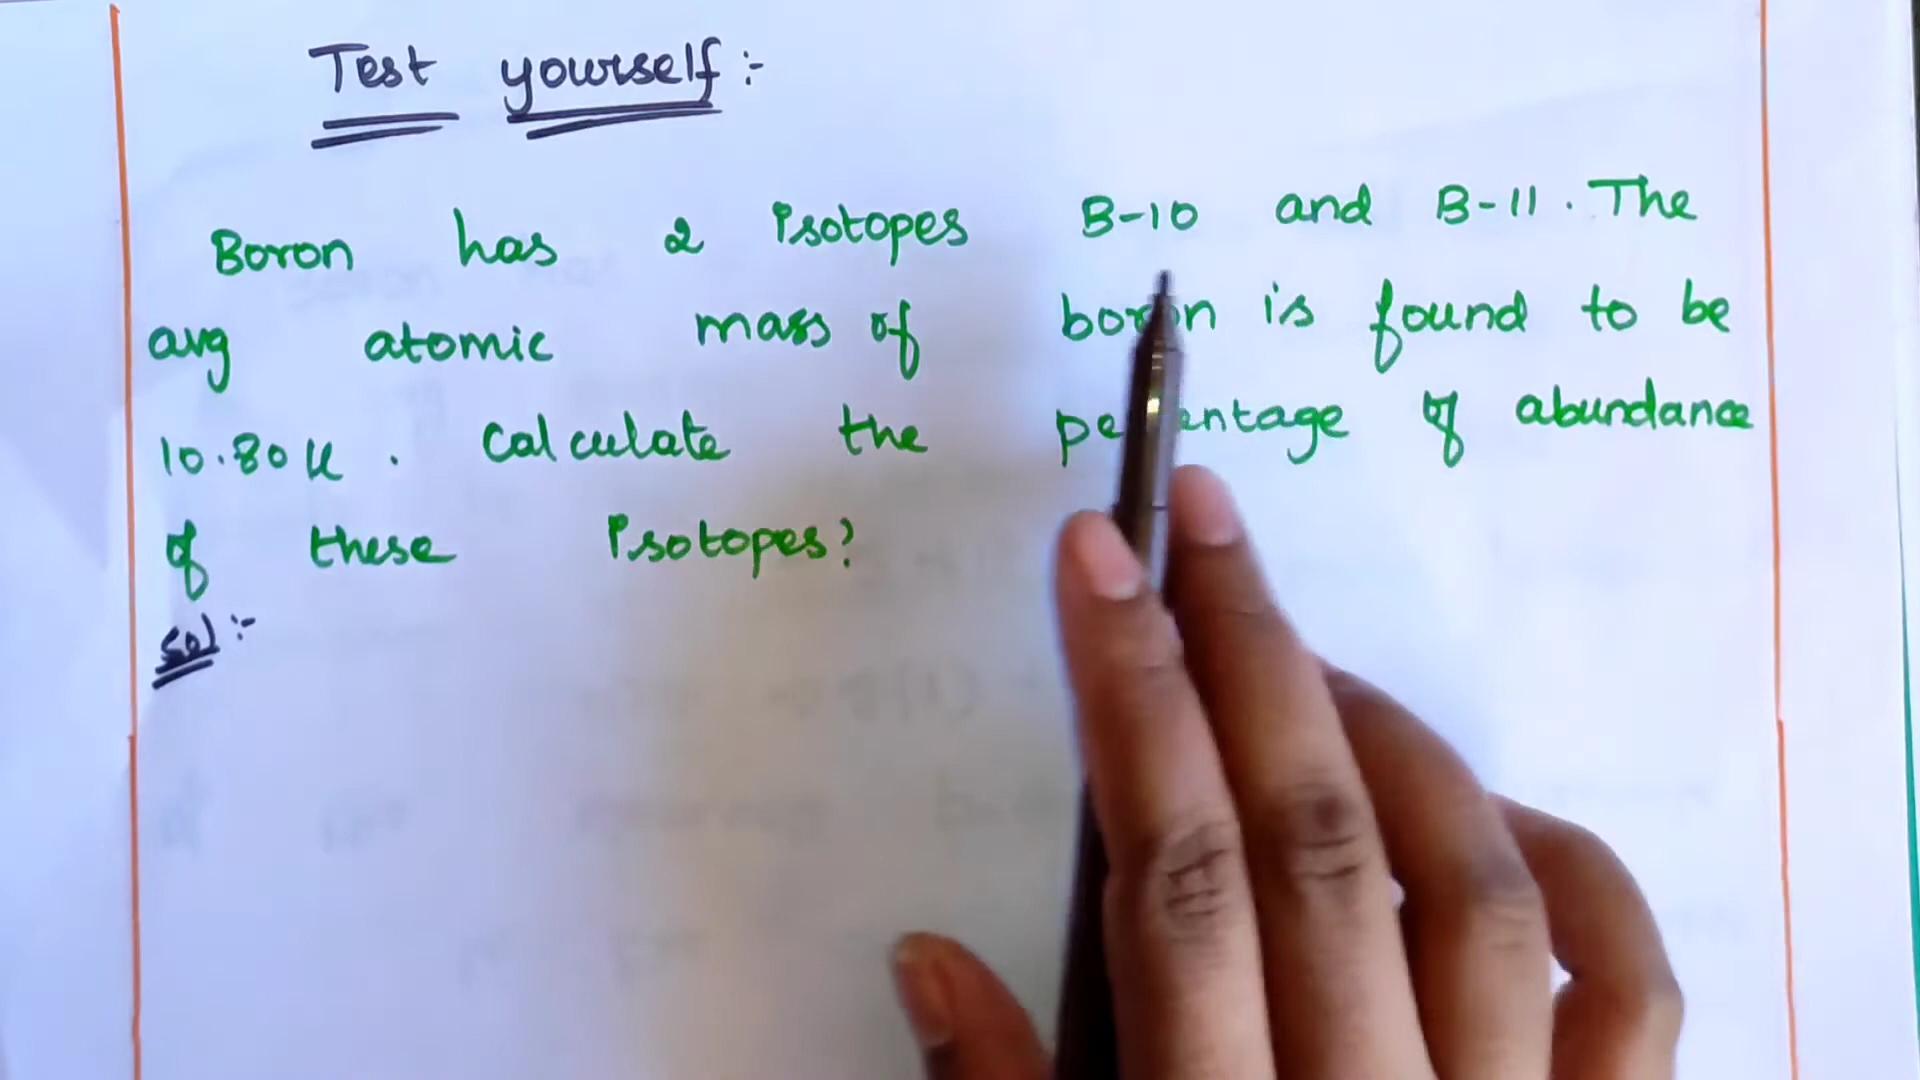 Test yourself :-
Boron has 2 isotopes B-10 and B-11. The
avg atomic mass of boron is found to be
10.80 u. Calculate the percentage of abundance
of these isotopes?
Sol :-